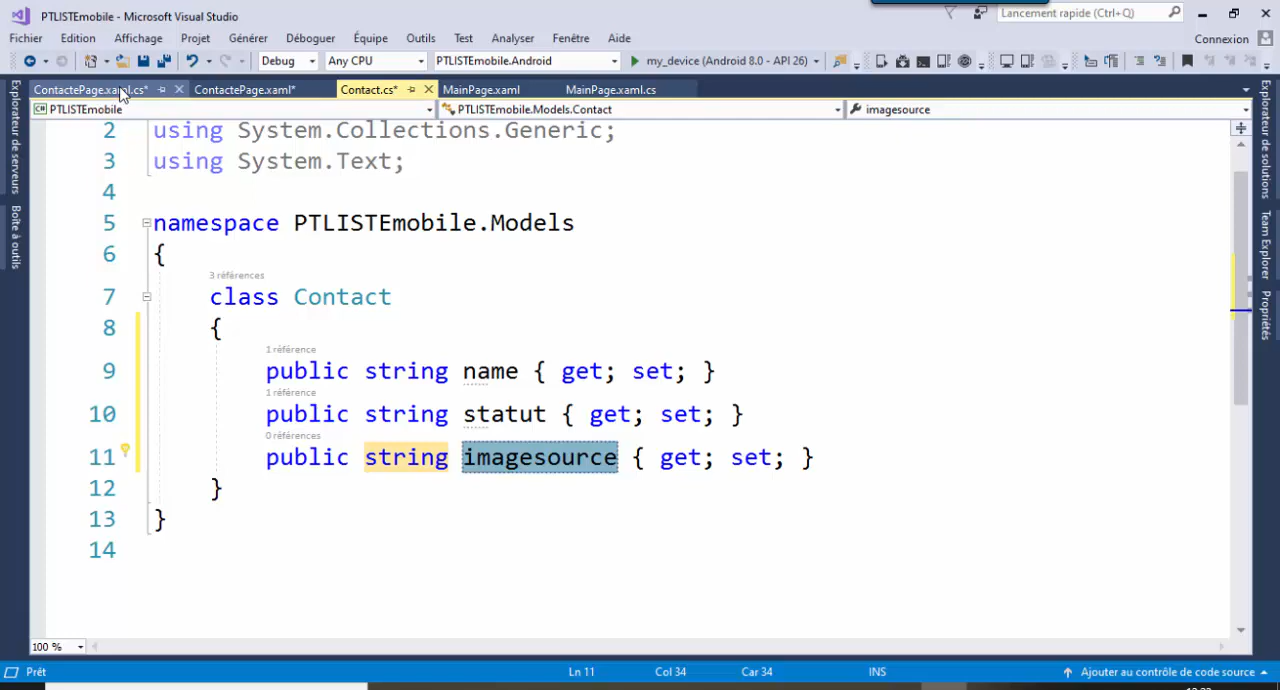 PTLISTEmobile - Microsoft Visual Studio
Lancement rapide (Ctrl+Q)
Fichier Edition Affichage Projet Générer Déboguer Équipe Outils Test Analyser Fenêtre Aide
Connexion
Debug Any CPU PTLISTEmobile.Android my_device (Android 8.0 - API 26)
ContactePage.xaml.cs* ContactePage.xaml* Contact.cs* MainPage.xaml MainPage.xaml.cs
PTLISTEmobile PTLISTEmobile.Models.Contact imagesource
Explorateur de serveurs
Boîte à outils
2 using System.Collections.Generic;
3 using System.Text;
4
5 namespace PTLISTEmobile.Models
6 {
3 références
7 class Contact
8 {
1 référence
9 public string name { get; set; }
1 référence
10 public string statut { get; set; }
0 références
11 public string imagesource { get; set; }
12 }
13 }
14
Explorateur de solutions
Team Explorer
Propriétés
100 %
Prêt Ln 11 Col 34 Car 34 INS Ajouter au contrôle de code source